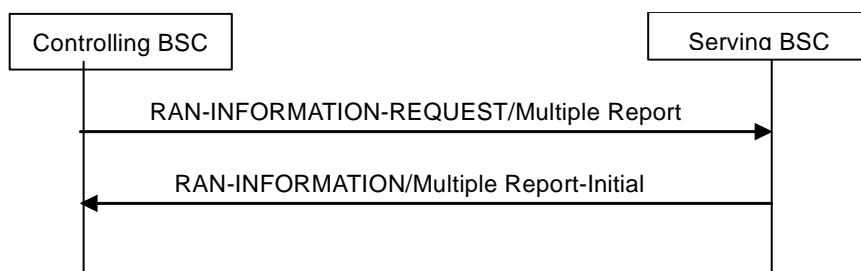 Controlling BSC
Serving BSC
RAN-INFORMATION-REQUEST/Multiple Report
RAN-INFORMATION/Multiple Report-Initial